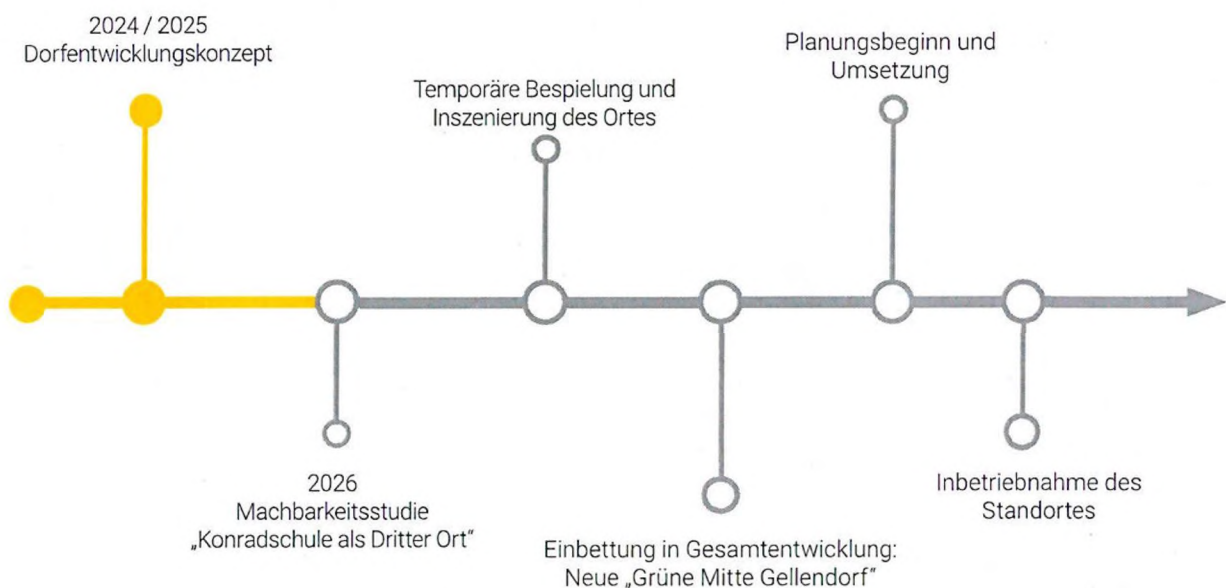 2024 / 2025
Dorfentwicklungskonzept
2026
Machbarkeitsstudie
„Konradschule als Dritter Ort“
Temporäre Bespielung und
Inszenierung des Ortes
Einbettung in Gesamtentwicklung:
Neue „Grüne Mitte Gellendorf“
Planungsbeginn und
Umsetzung
Inbetriebnahme des
Standortes